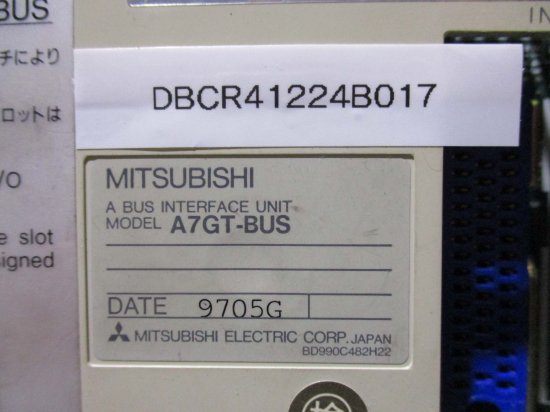 BUS
チにより
ロットは
I/O
e slot
signed
IN
DBCR41224B017
MITSUBISHI
A BUS INTERFACE UNIT
MODEL A7GT-BUS
DATE 9705G
MITSUBISHI ELECTRIC CORP. JAPAN
BD990C482H22